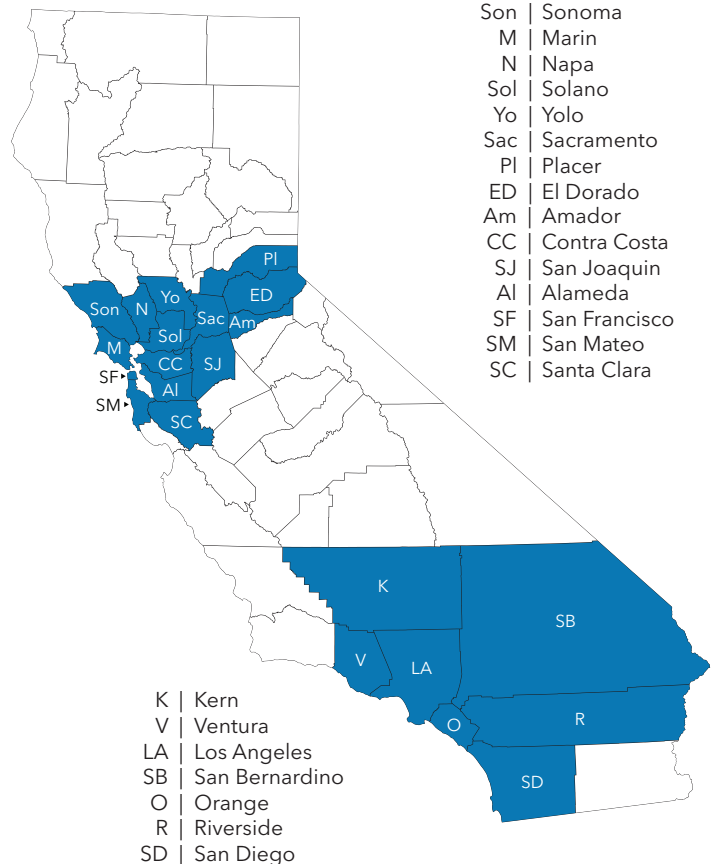 Son | Sonoma
M | Marin
N | Napa
Sol | Solano
Yo | Yolo
Sac | Sacramento
Pl | Placer
ED | El Dorado
Am | Amador
CC | Contra Costa
SJ | San Joaquin
Al | Alameda
SF | San Francisco
SM | San Mateo
SC | Santa Clara
Pl
Yo
ED
Son
N
Sac
Am
Sol
M
CC
SJ
SF
Al
SM
SC
K
SB
V
LA
R
O
SD
K | Kern
V | Ventura
LA | Los Angeles
SB | San Bernardino
O | Orange
R | Riverside
SD | San Diego